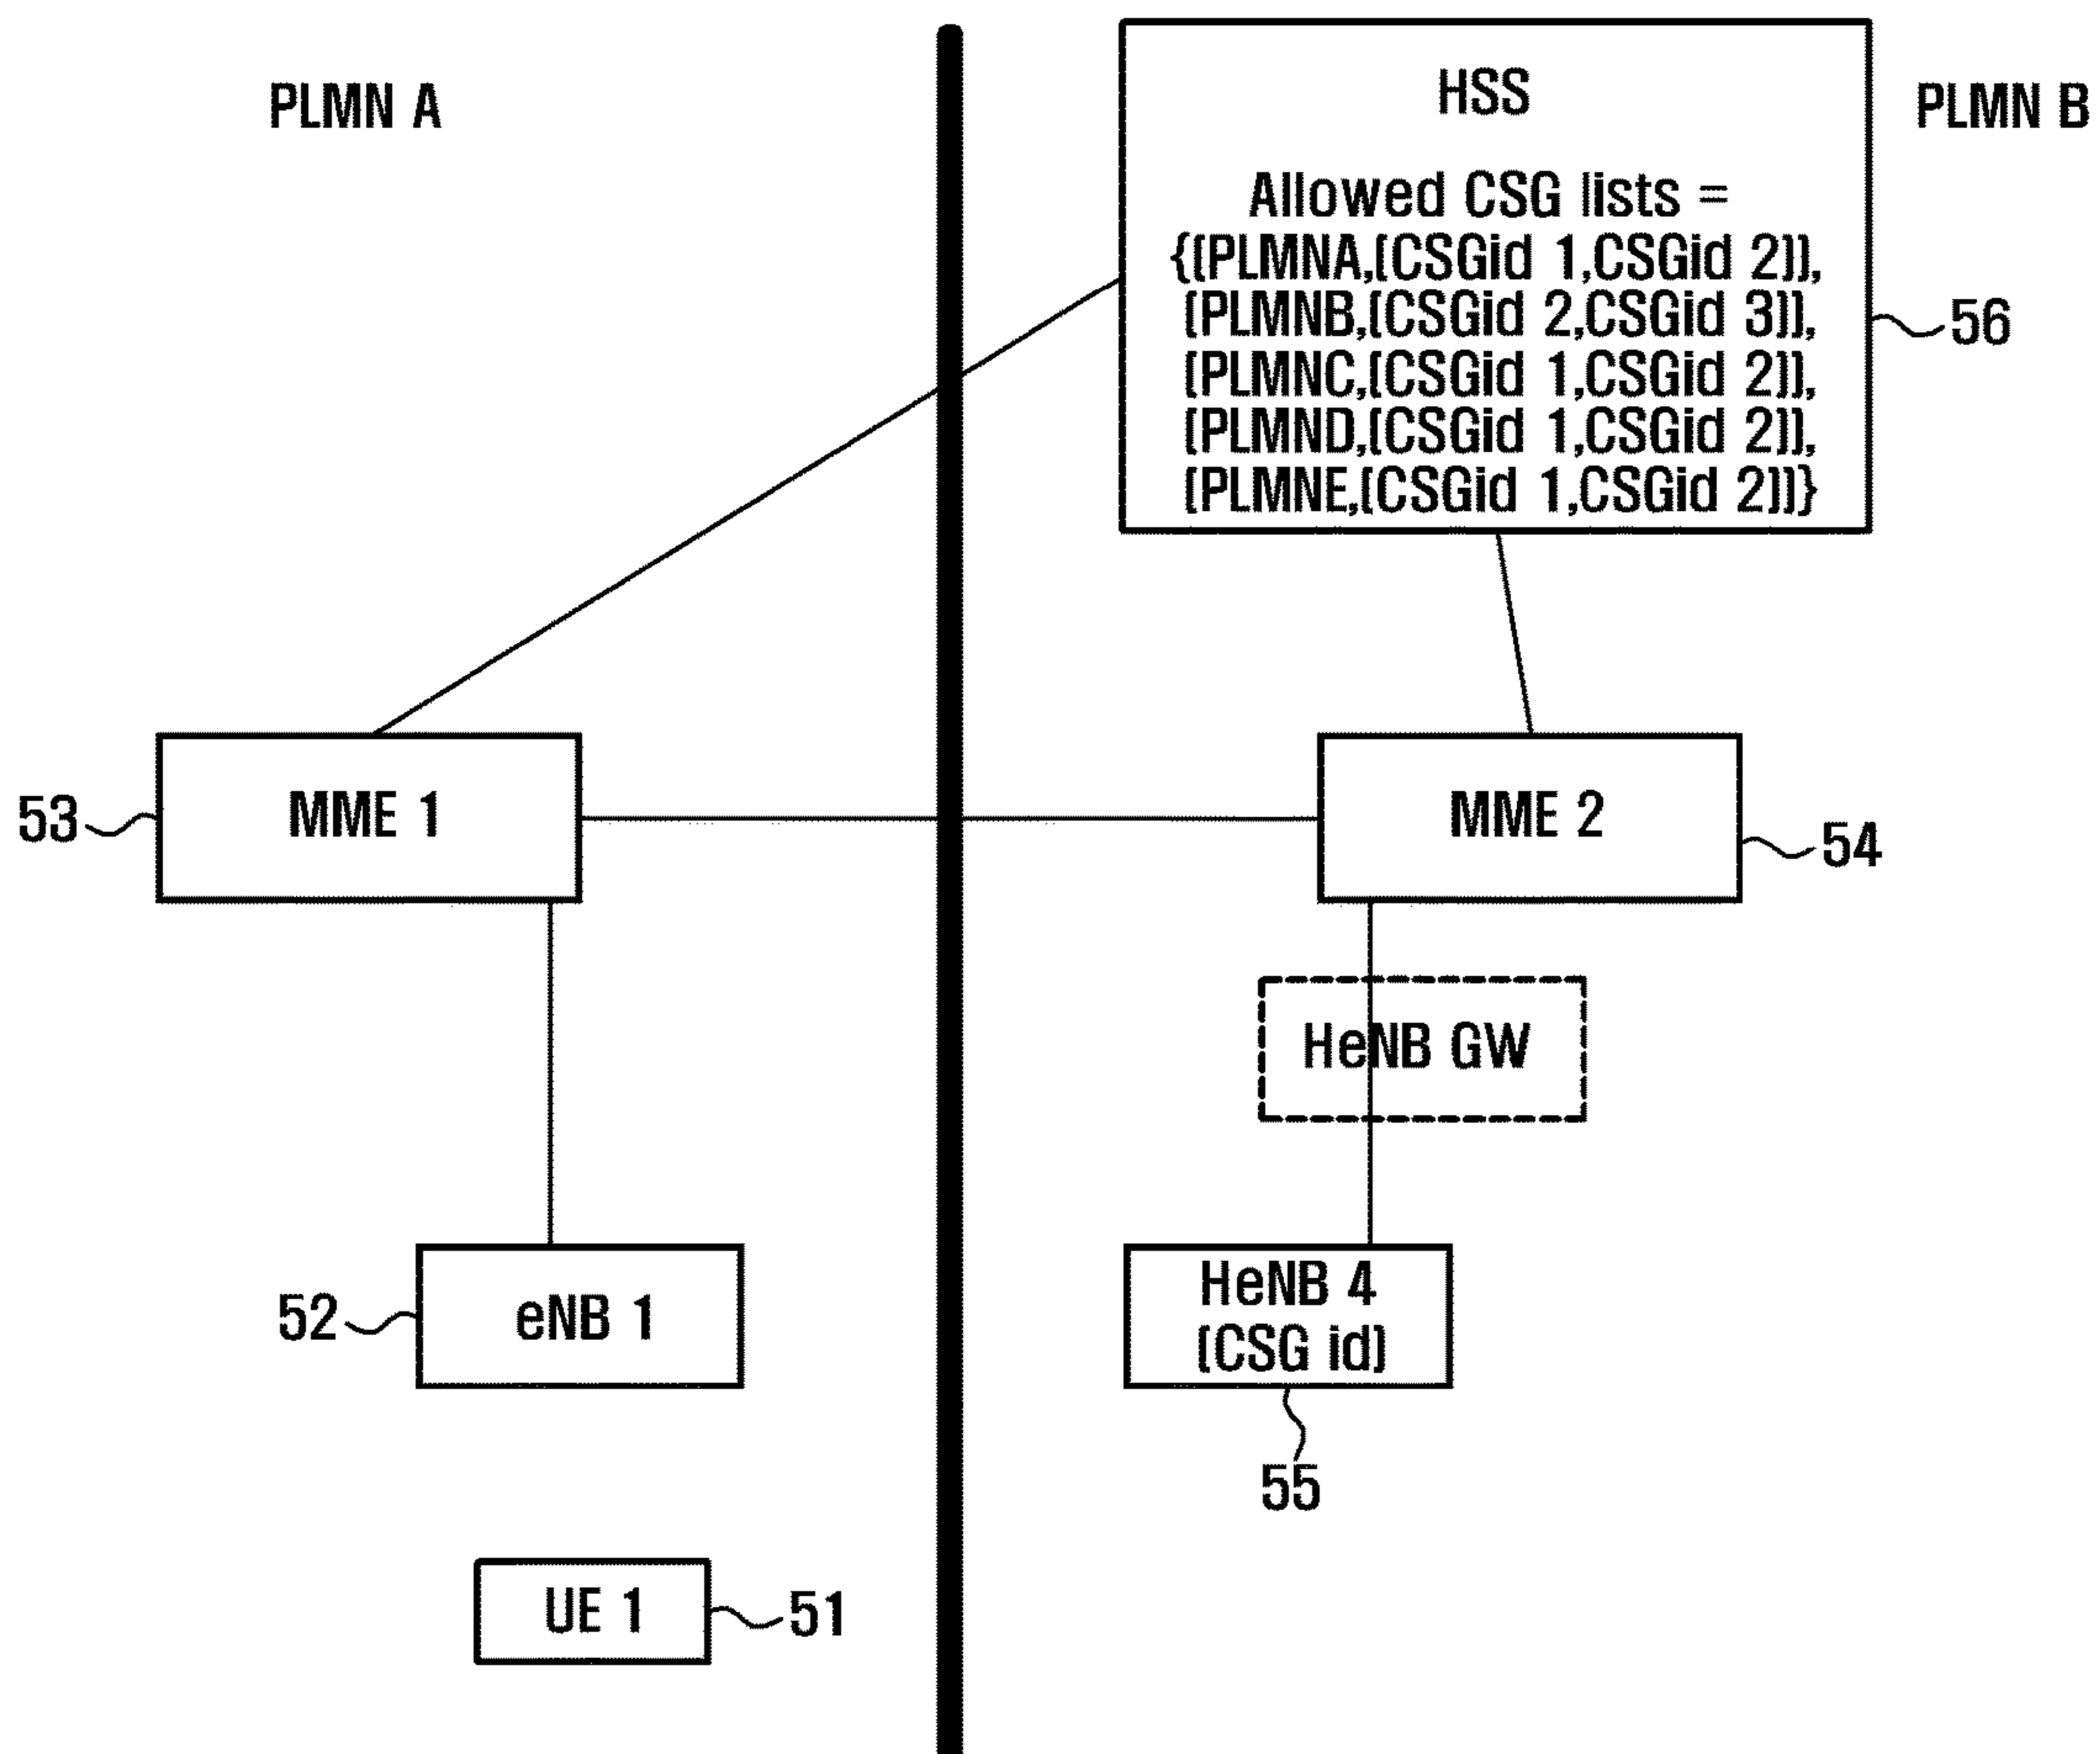 PLMN A
PLMN B
HSS
Allowed CSG lists =
{(PLMNA,(CSGid 1,CSGid 2)),
(PLMNB,(CSGid 2,CSGid 3)),
(PLMNC,(CSGid 1,CSGid 2)),
(PLMND,(CSGid 1,CSGid 2)),
(PLMNE,(CSGid 1,CSGid 2))}
56
MME 1
53
MME 2
54
HeNB GW
eNB 1
52
HeNB 4
(CSG id)
55
UE 1
51